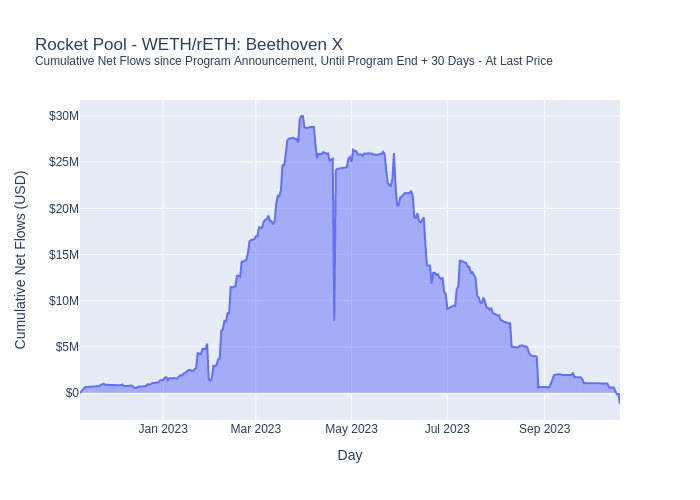 Rocket Pool - WETH/rETH: Beethoven X
Cumulative Net Flows since Program Announcement, Until Program End + 30 Days - At Last Price
Cumulative Net Flows (USD)
$30M
$25M
$20M
$15M
$10M
$5M
$0
Jan 2023
Mar 2023
May 2023
Jul 2023
Sep 2023
Day